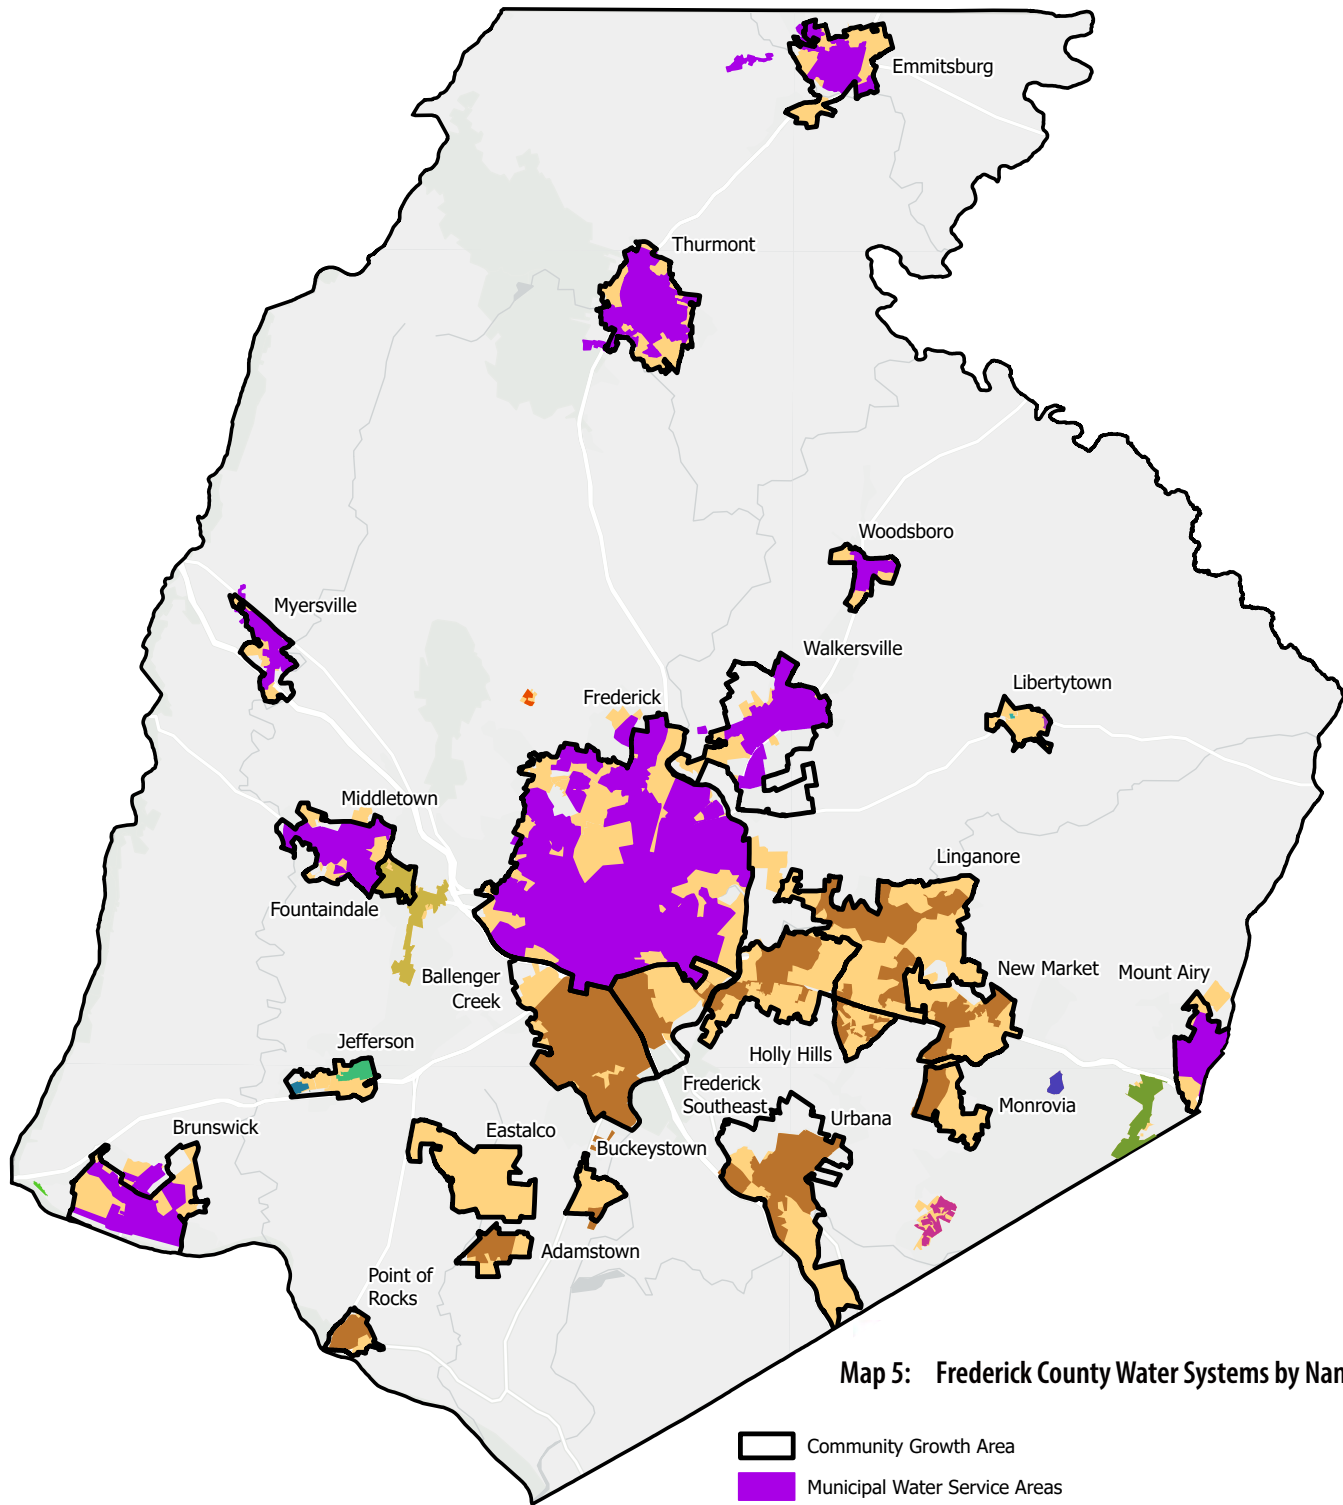 Emmitsburg
Thurmont
Woodsboro
Myersville
Walkersville
Libertytown
Frederick
Middletown
Linganore
Fountaindale
Ballenger
Creek
New Market
Mount Airy
Jefferson
Holly Hills
Frederick
Southeast
Monrovia
Urbana
Brunswick
Eastalco
Buckeystown
Adamstown
Point of
Rocks
Map 5: Frederick County Water Systems by
Community Growth Area
Municipal Water Service Areas